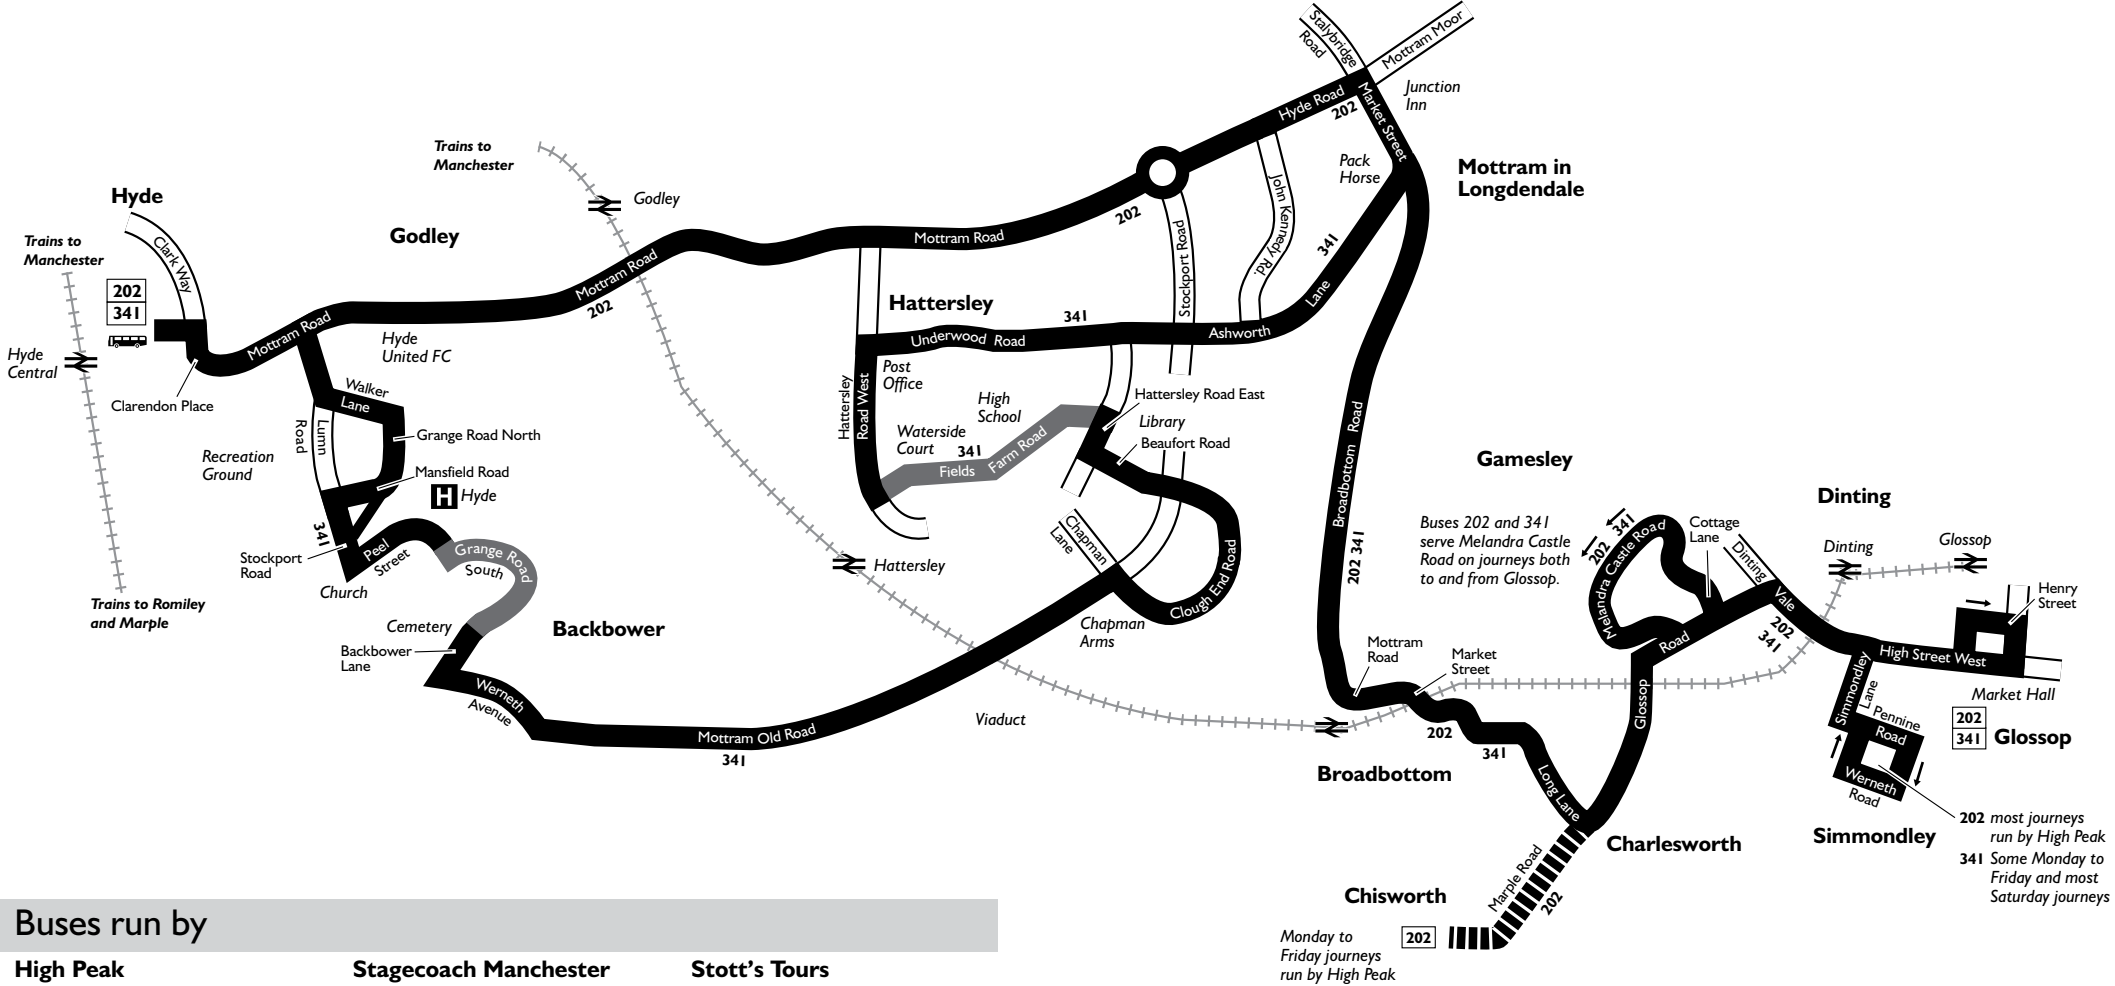 Stalybridge
Road
Mottram Moor
Junction
Inn
Hyde Road
202
Market Street
Pack
Horse
Mottram in
Longdendale
Trains to
Manchester
Godley
Hyde
Clark Way
Trains to
Manchester
202
341
Hyde
Central
Clarendon Place
Trains to Romiley
and Marple
Godley
Mottram Road
Hyde
United FC
Mottram Road
202
Mottram Road
202
John Kennedy Rd.
Stockport Road
341
Lane
Ashworth
Hattersley
341
Underwood Road
Post
Office
Hattersley
Road West
High
School
Waterside
Court
341
Fields
Farm Road
Hattersley Road East
Library
Beaufort Road
Chapman
Lane
Clough End Road
Chapman
Arms
Hattersley
Walker
Lane
Lumn
Road
Grange Road North
Recreation
Ground
Mansfield Road
H
Hyde
341
Stockport
Road
Peel
Street
Church
Grange Road
South
Cemetery
Backbower
Backbower
Lane
Werneth
Avenue
Mottram Old Road
341
Viaduct
Broadbottom Road
202 341
Mottram
Road
Market
Street
202
341
Broadbottom
Long Lane
Charlesworth
Marple Road
202
Chisworth
202
Monday to
Friday journeys
run by High Peak
Gamesley
Buses 202 and 341
serve Melandra Castle
Road on journeys both
to and from Glossop.
202 341
Melandra Castle Road
Cottage
Lane
Glossop
Road
Dinting
Vale
202
341
Dinting
Dinting
Glossop
Henry
Street
High Street West
Market Hall
202
341
Glossop
Simmondley
Lane
Pennine
Road
Werneth
Road
Simmondley
202 most journeys
run by High Peak
341 Some Monday to
Friday and most
Saturday journeys
Buses run by
High Peak
Stagecoach Manchester
Stott's Tours